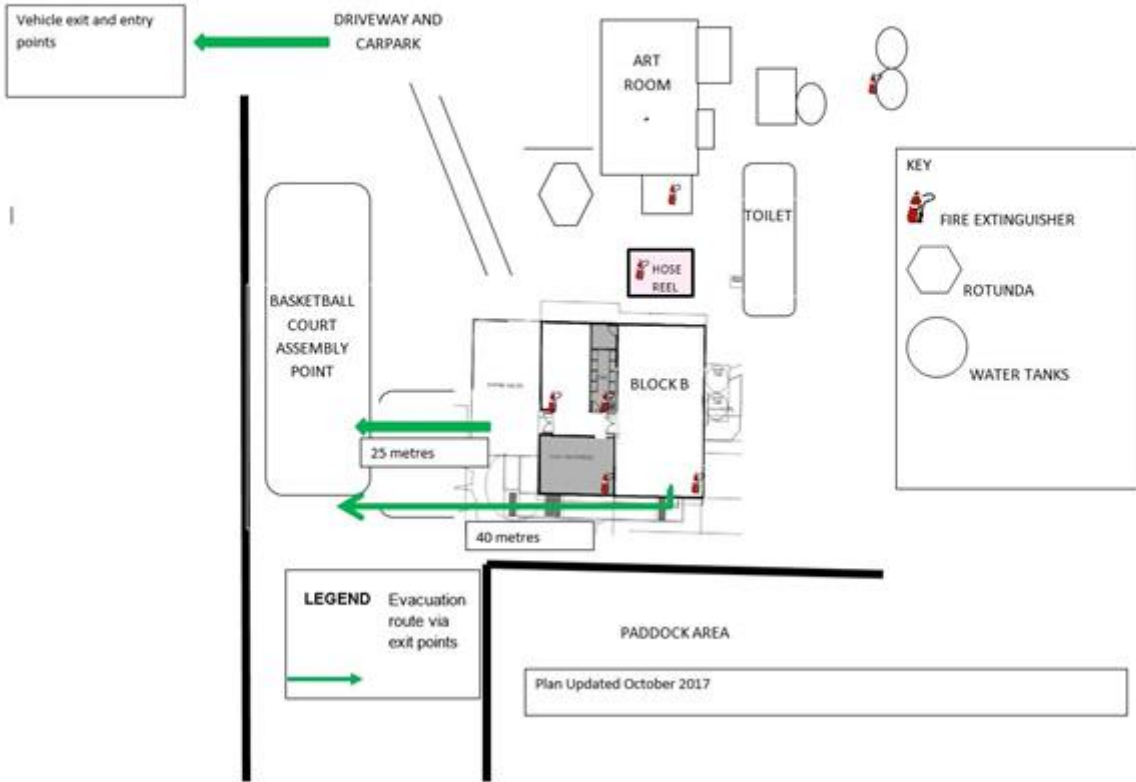 Vehicle exit and entry
points
DRIVEWAY AND
CARPARK
ART
ROOM
KEY
FIRE EXTINGUISHER
ROTUNDA
WATER TANKS
TOILET
HOSE
REEL
BASKETBALL
COURT
ASSEMBLY
POINT
BLOCK B
25 metres
40 metres
LEGEND Evacuation
route via
exit points
PADDOCK AREA
Plan Updated October 2017